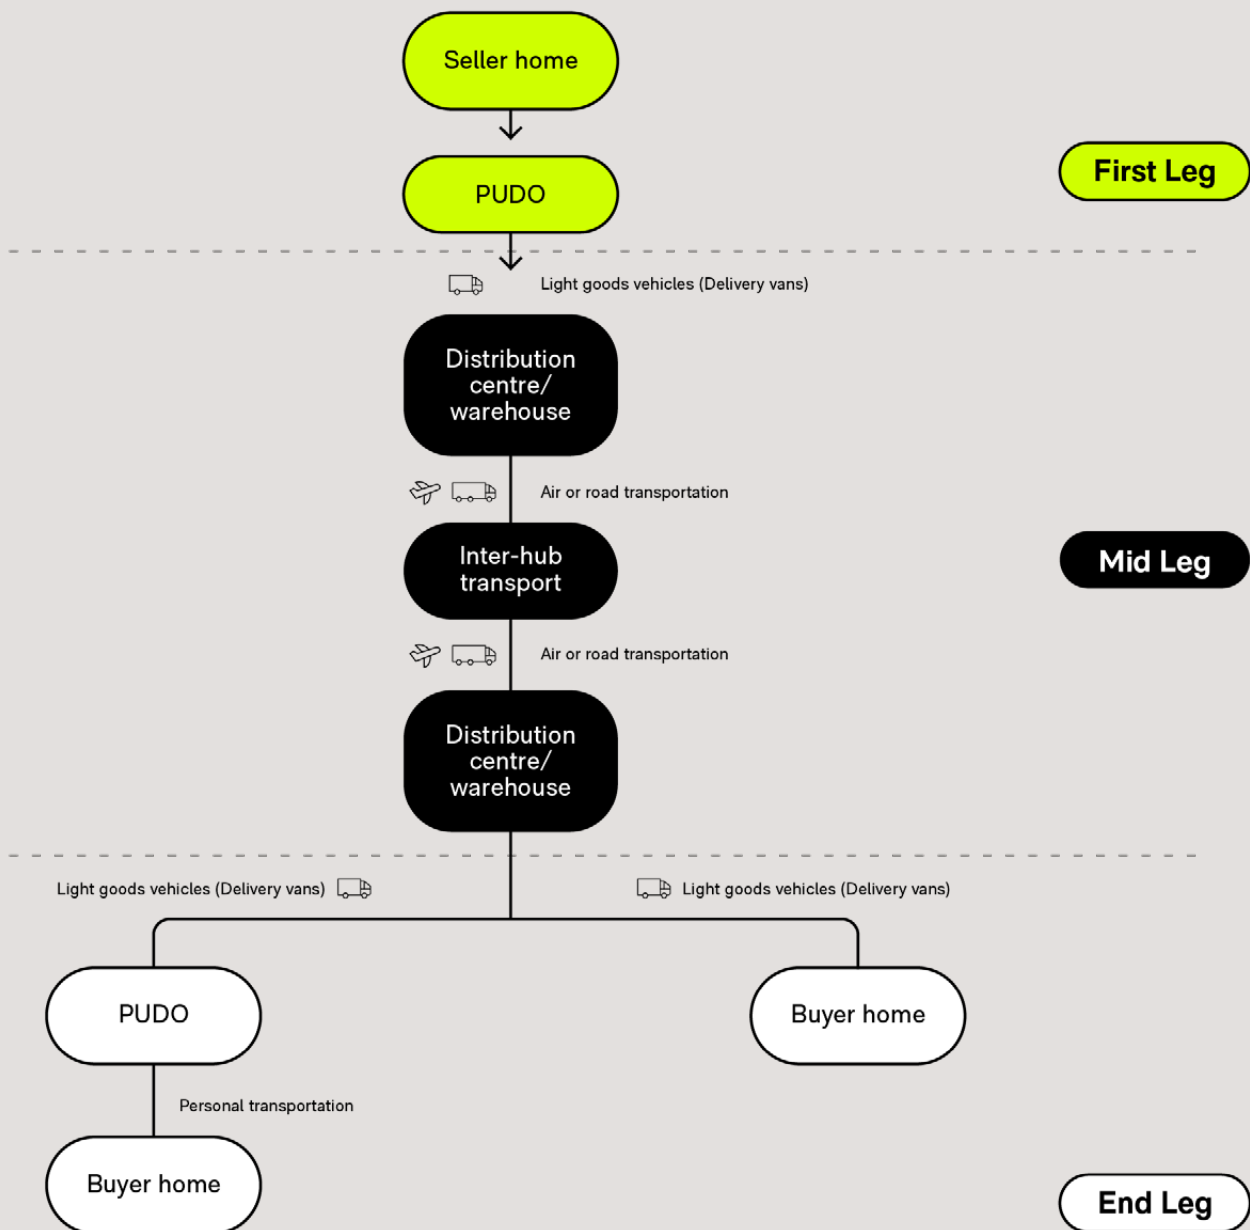 Seller home
PUDO
First Leg
Light goods vehicles (Delivery vans)
Distribution
centre/
warehouse
Air or road transportation
Inter-hub
transport
Mid Leg
Air or road transportation
Distribution
centre/
warehouse
Light goods vehicles (Delivery vans)
Light goods vehicles (Delivery vans)
PUDO
Buyer home
Personal transportation
Buyer home
End Leg